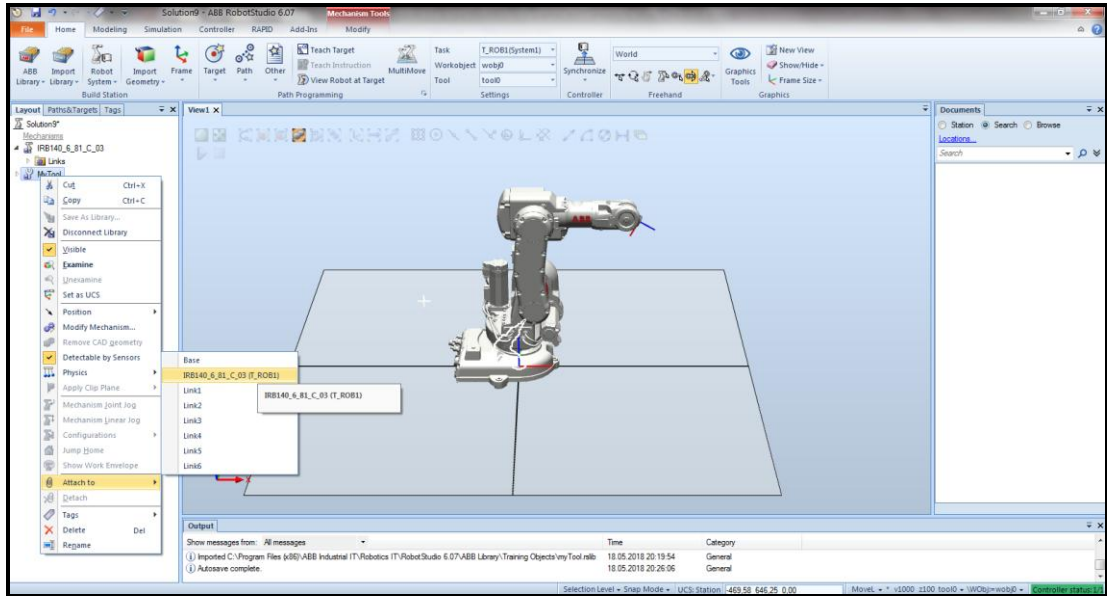 Solution9 - ABB RobotStudio 6.07
Mechanism Tools
File Home Modeling Simulation Controller RAPID Add-Ins Modify
ABB Library Import Library Robot System Import Geometry Frame Target Path Other
Build Station
Teach Target
Teach Instruction
View Robot at Target
MultiMove
Path Programming
Task T_ROB1(System1)
Workobject wobj0
Tool tool0
Settings
Synchronize
Controller
World
Freehand
Graphics Tools
New View
Show/Hide
Frame Size
Graphics
Layout Paths&Targets Tags
View1
Documents
Solution9*
Mechanisms
IRB140_6_81_C_03
Links
MyTool
Station Search Browse
Locations...
Search
Cut Ctrl+X
Copy Ctrl+C
Save As Library...
Disconnect Library
Visible
Examine
Unexamine
Set as UCS
Position
Modify Mechanism...
Remove CAD geometry
Detectable by Sensors
Physics
Apply Clip Plane
Mechanism Joint Jog
Mechanism Linear Jog
Configurations
Jump Home
Show Work Envelope
Attach to
Detach
Tags
Delete Del
Rename
Base
IRB140_6_81_C_03 (T_ROB1)
Link1
Link2
Link3
Link4
Link5
Link6
IRB140_6_81_C_03 (T_ROB1)
ABB
X
Output
Show messages from: All messages Time Category
Imported C:\Program Files (x86)\ABB Industrial IT\Robotics IT\RobotStudio 6.07\ABB Library\Training Objects\myTool.rslib. 18.05.2018 20:19:54 General
Autosave complete. 18.05.2018 20:26:06 General
Selection Level Snap Mode UCS: Station -469,58 646,25 0,00 MoveL * v1000 z100 tool0 \WObj:=wobj0 Controller status: 1/1